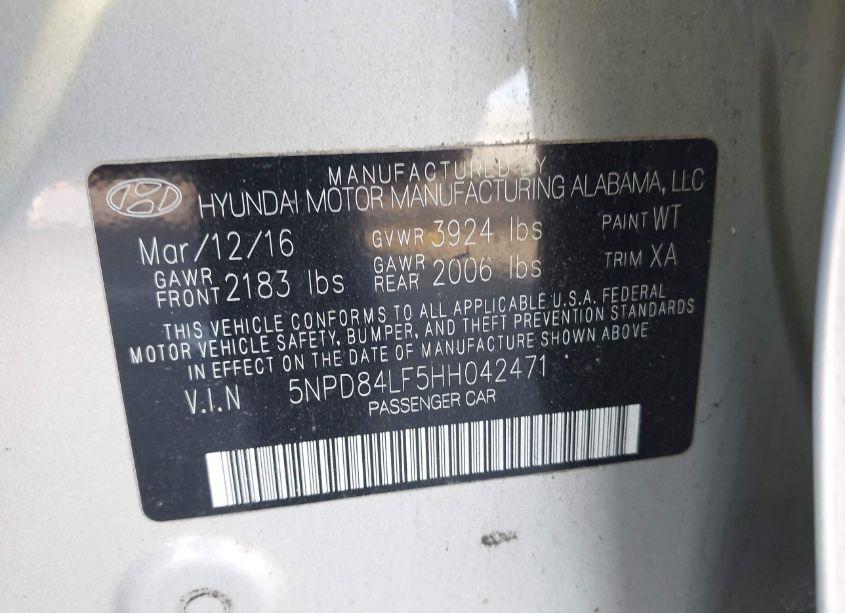 MANUFACTURED BY
HYUNDAI MOTOR MANUFACTURING ALABAMA, LLC
Mar/12/16 GVWR 3924 lbs PAINT WT
GAWR FRONT 2183 lbs GAWR REAR 2006 lbs TRIM XA
THIS VEHICLE CONFORMS TO ALL APPLICABLE U.S.A. FEDERAL
MOTOR VEHICLE SAFETY, BUMPER, AND THEFT PREVENTION STANDARDS
IN EFFECT ON THE DATE OF MANUFACTURE SHOWN ABOVE
V.I.N 5NPD84LF5HH042471
PASSENGER CAR